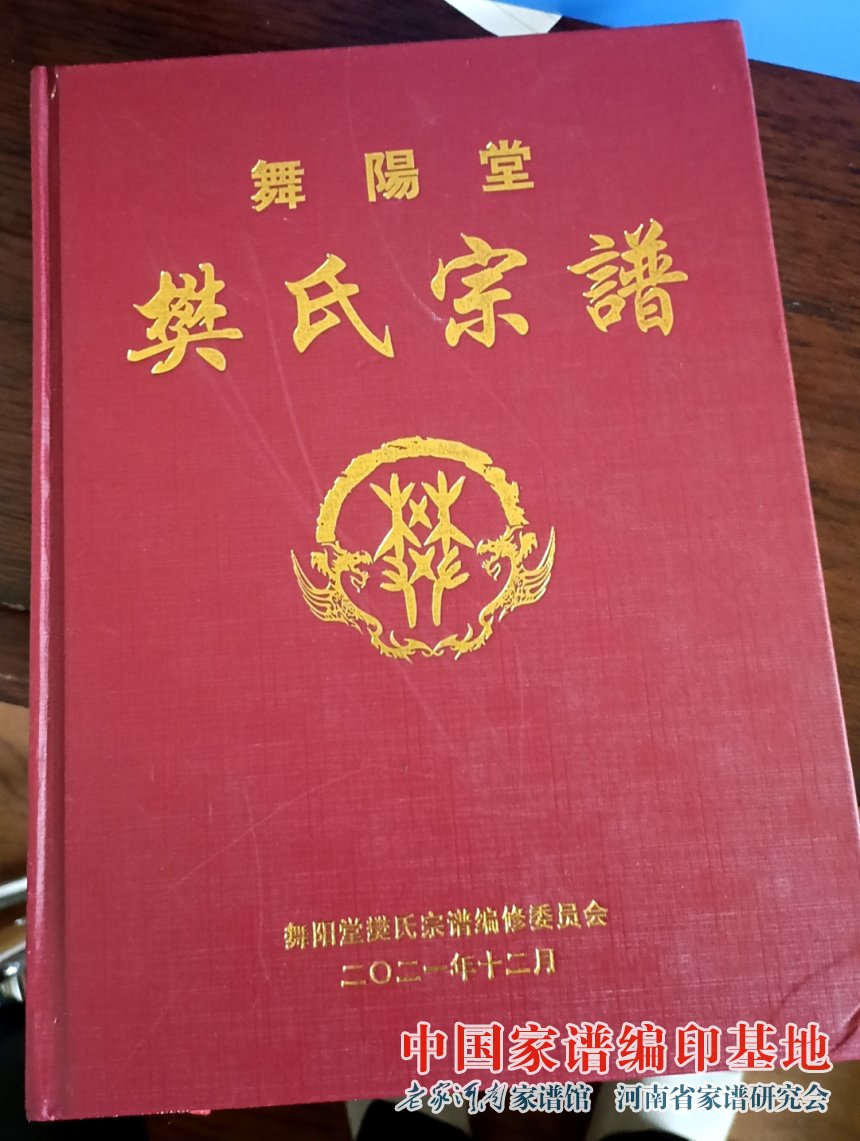 舞陽堂
樊氏宗譜
樊
舞阳堂樊氏宗谱编修委员会
二〇二一年十二月
中国家谱编印基地
老家河南家谱馆 河南省家谱研究会